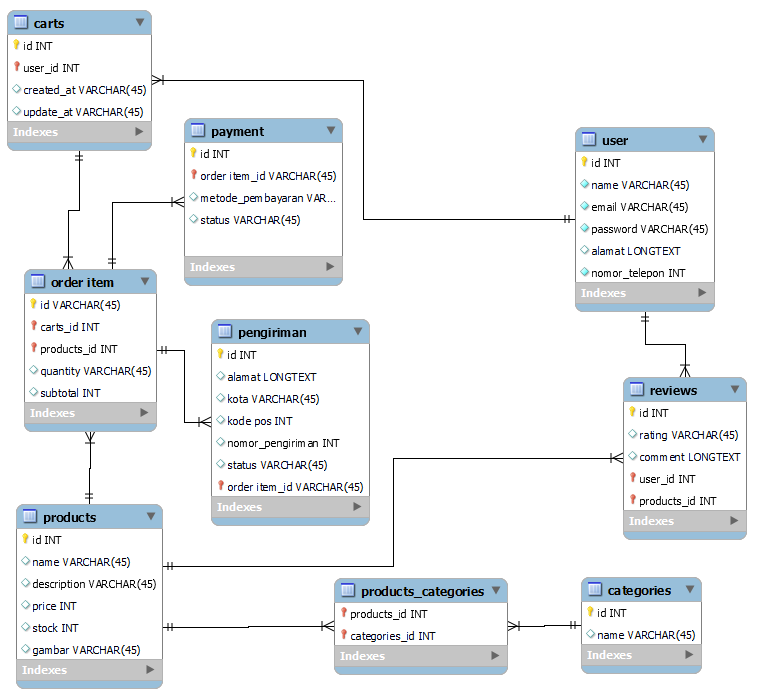 carts
id INT
user_id INT
created_at VARCHAR(45)
update_at VARCHAR(45)
Indexes
payment
id INT
order item_id VARCHAR(45)
metode_pembayaran VAR...
status VARCHAR(45)
Indexes
user
id INT
name VARCHAR(45)
email VARCHAR(45)
password VARCHAR(45)
alamat LONGTEXT
nomor_telepon INT
Indexes
order item
id VARCHAR(45)
carts_id INT
products_id INT
quantity VARCHAR(45)
subtotal INT
Indexes
pengiriman
id INT
alamat LONGTEXT
kota VARCHAR(45)
kode pos INT
nomor_pengiriman INT
status VARCHAR(45)
order item_id VARCHAR(45)
Indexes
reviews
id INT
rating VARCHAR(45)
comment LONGTEXT
user_id INT
products_id INT
Indexes
products
id INT
name VARCHAR(45)
description VARCHAR(45)
price INT
stock INT
gambar VARCHAR(45)
Indexes
products_categories
products_id INT
categories_id INT
Indexes
categories
id INT
name VARCHAR(45)
Indexes